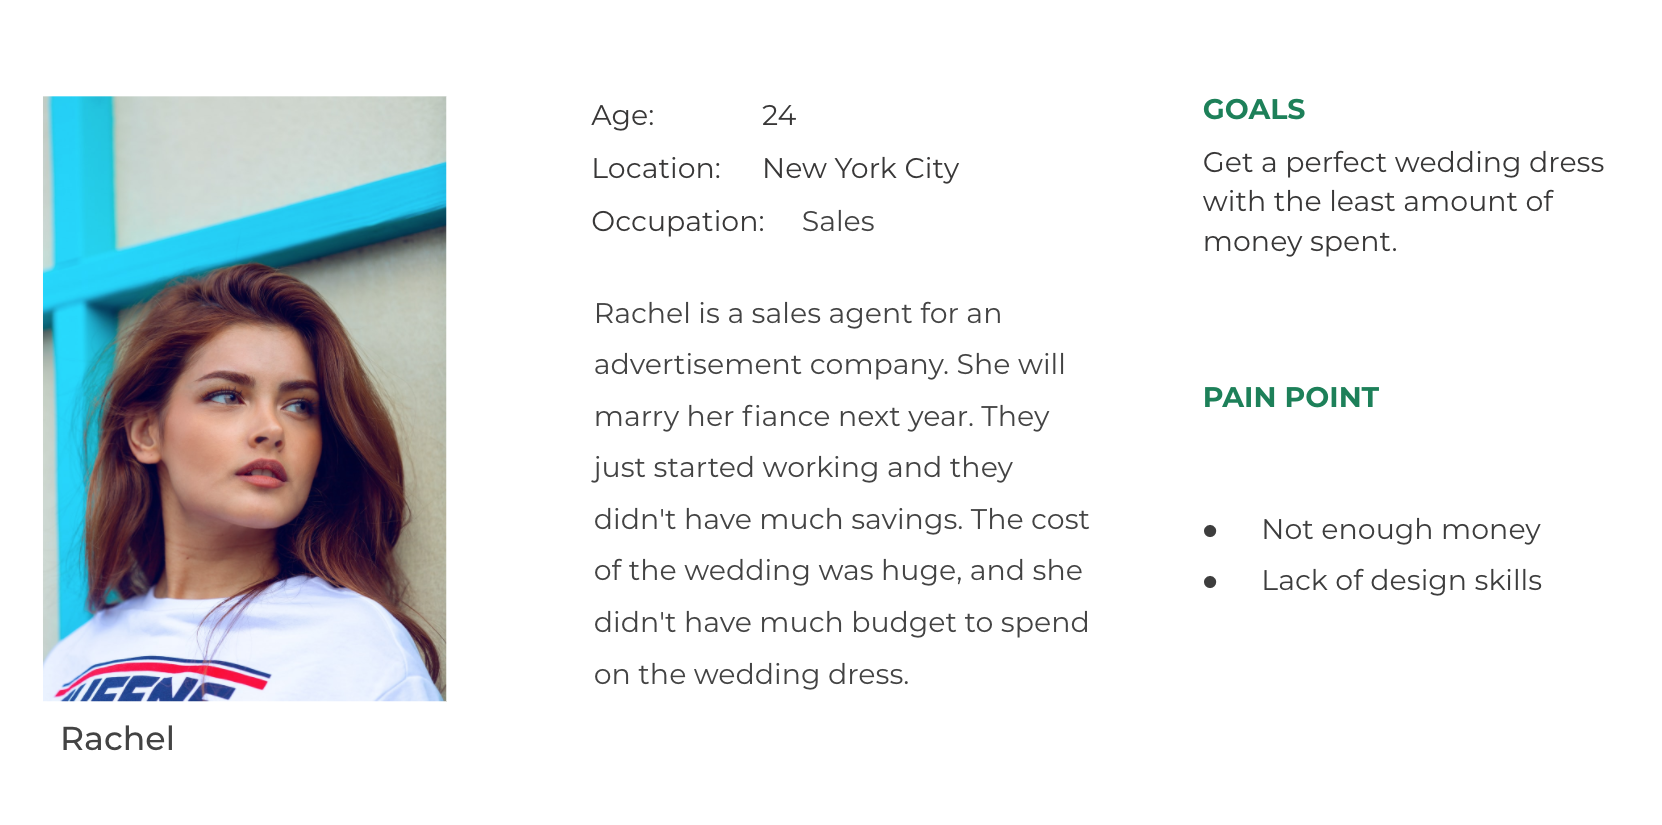 Age: 24
Location: New York City
Occupation: Sales
Rachel is a sales agent for an
advertisement company. She will
marry her fiance next year. They
just started working and they
didn't have much savings. The cost
of the wedding was huge, and she
didn't have much budget to spend
on the wedding dress.
GOALS
Get a perfect wedding dress
with the least amount of
money spent.
PAIN POINT
● Not enough money
● Lack of design skills
QUEENS
Rachel